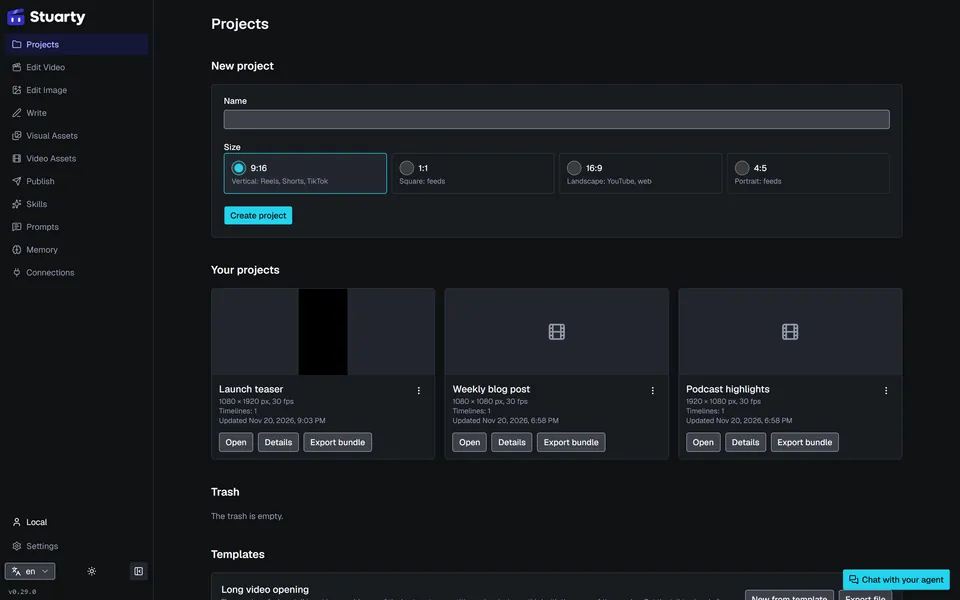 Stuarty
Projects
Edit Video
Edit Image
Write
Visual Assets
Video Assets
Publish
Skills
Prompts
Memory
Connections
Local
Settings
en
v0.29.0
Projects
New project
Name
Size
9:16
Vertical: Reels, Shorts, TikTok
1:1
Square: feeds
16:9
Landscape: YouTube, web
4:5
Portrait: feeds
Create project
Your projects
Launch teaser
1080 × 1920 px, 30 fps
Timelines: 1
Updated Nov 20, 2026, 9:03 PM
Open Details Export bundle
Weekly blog post
1080 × 1080 px, 30 fps
Timelines: 1
Updated Nov 20, 2026, 6:58 PM
Open Details Export bundle
Podcast highlights
1920 × 1080 px, 30 fps
Timelines: 1
Updated Nov 20, 2026, 6:58 PM
Open Details Export bundle
Trash
The trash is empty.
Templates
Long video opening
New from template Export file
Chat with your agent